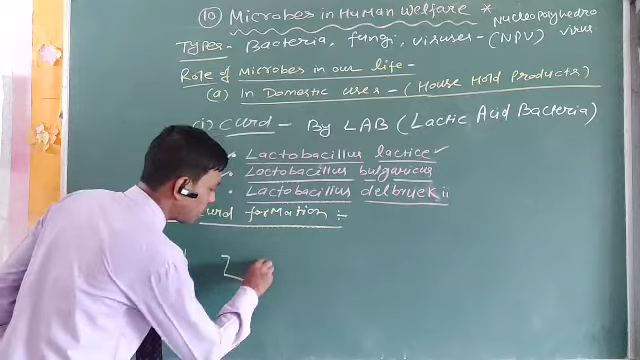 (10) Microbes in Human Welfare *
Nucleopolyhedro
virus
Types- Bacteria, fungi, viruses- (NPV)
Role of Microbes in our life -
(a) In Domestic uses - (House Hold Products)
(i) Curd - By LAB (Lactic Acid Bacteria)
• Lactobacillus lactice ✓
• Lactobacillus bulgaricus
• Lactobacillus delbruekii
Curd formation :-